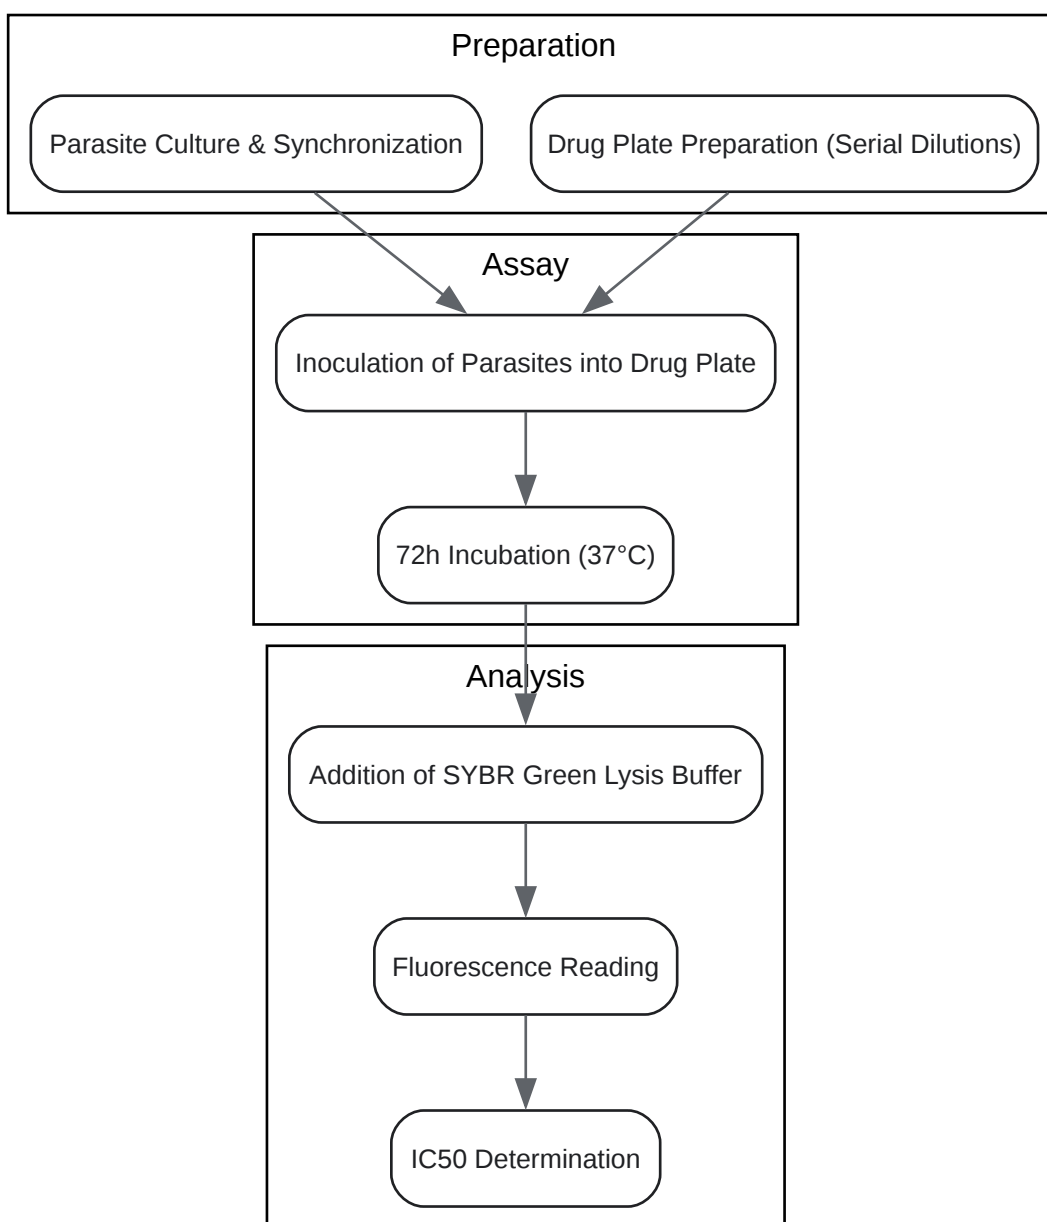 Preparation
Parasite Culture & Synchronization
Drug Plate Preparation (Serial Dilutions)
Assay
Inoculation of Parasites into Drug Plate
72h Incubation (37°C)
Analysis
Addition of SYBR Green Lysis Buffer
Fluorescence Reading
IC50 Determination